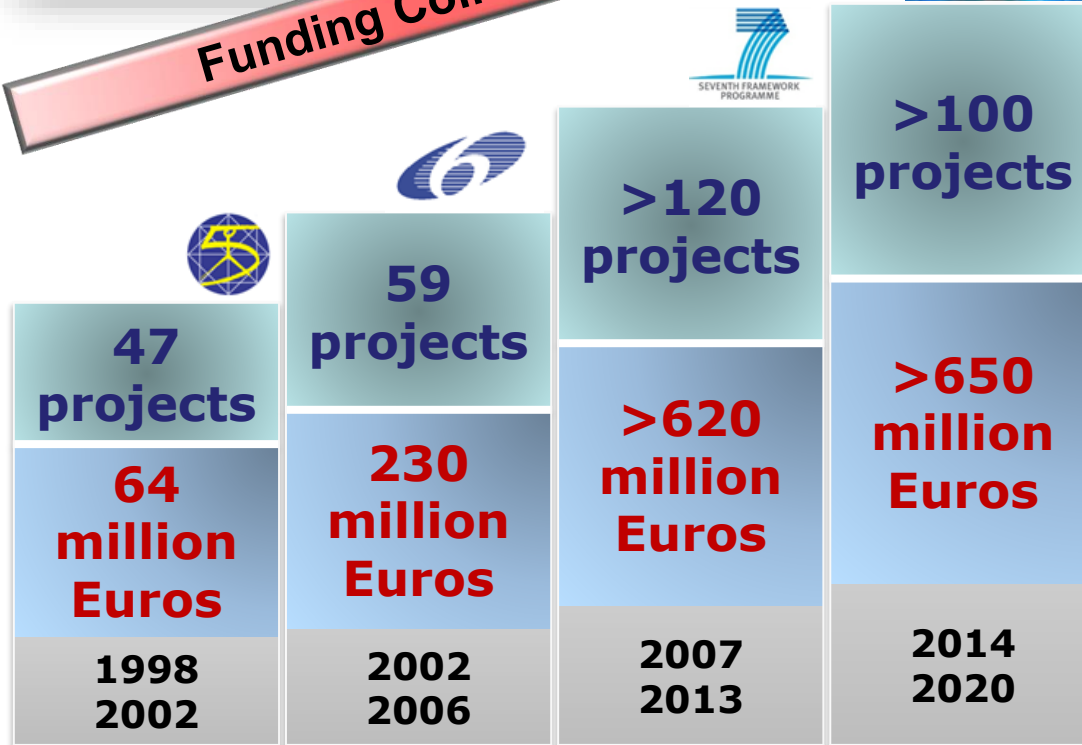 Funding
SEVENTH FRAMEWORK
PROGRAMME
47
projects
64
million
Euros
1998
2002
59
projects
230
million
Euros
2002
2006
>120
projects
>620
million
Euros
2007
2013
>100
projects
>650
million
Euros
2014
2020